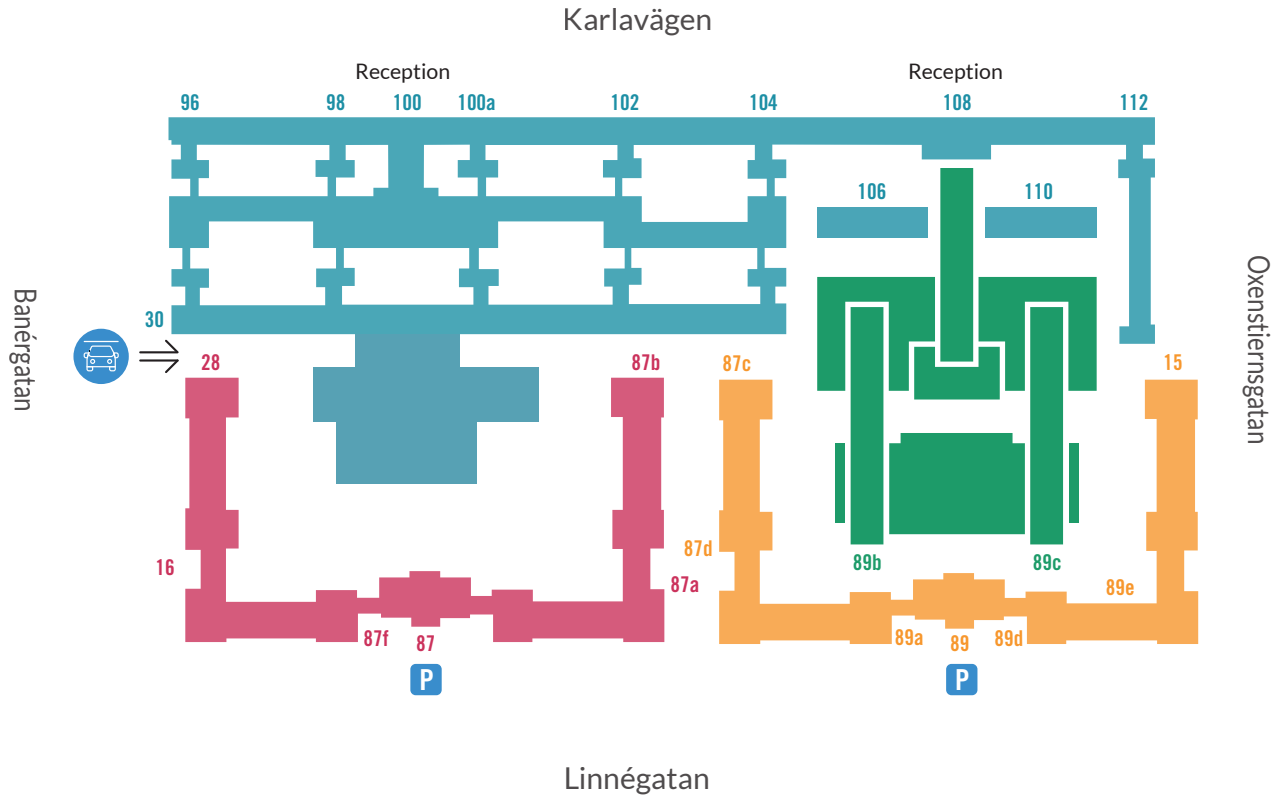 Karlavägen
Reception
Reception
96
98
100
100a
102
104
108
112
106
110
Banérgatan
Oxenstiernsgatan
30
28
87b
87c
15
87d
16
87a
89b
89c
89e
87f
87
89a
89
89d
P
P
Linnégatan